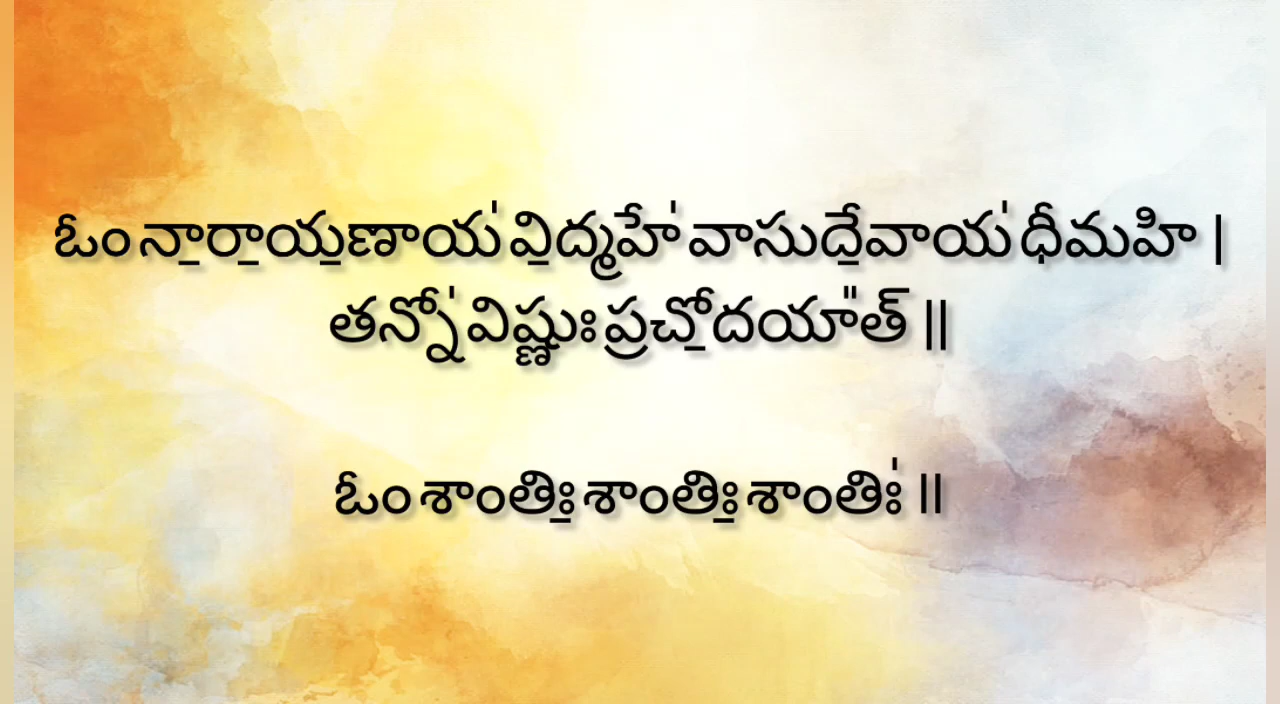 ఓం నా॒రా॒య॒ణాయ॑ వి॒ద్మహే॑ వాసుదే॒వాయ॑ ధీమహి |
తన్నో॑ విష్ణుః ప్రచో॒దయా᳚త్ ||
ఓం శాంతిః॒ శాంతిః॒ శాంతిః॑ ||